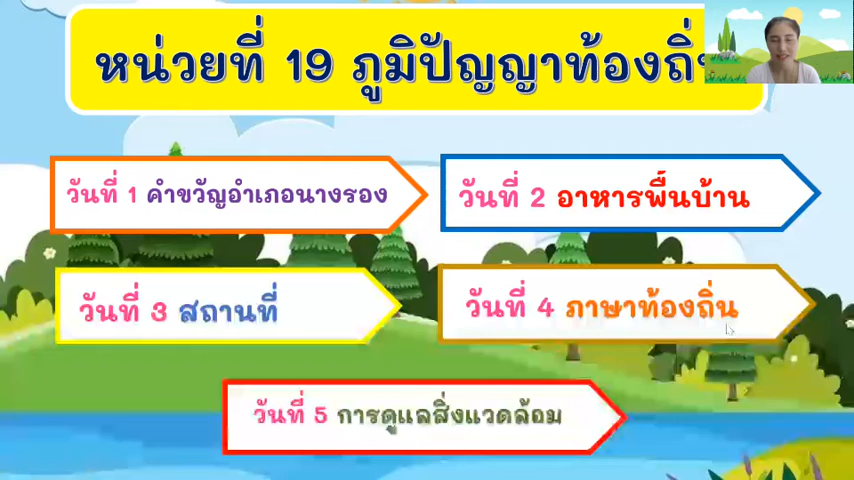 หน่วยที่ 19 ภูมิปัญญาท้องถิ่
วันที่ 1 คำขวัญอำเภอนางรอง
วันที่ 2 อาหารพื้นบ้าน
วันที่ 3 สถานที่
วันที่ 4 ภาษาท้องถิ่น
วันที่ 5 การดูแลสิ่งแวดล้อม